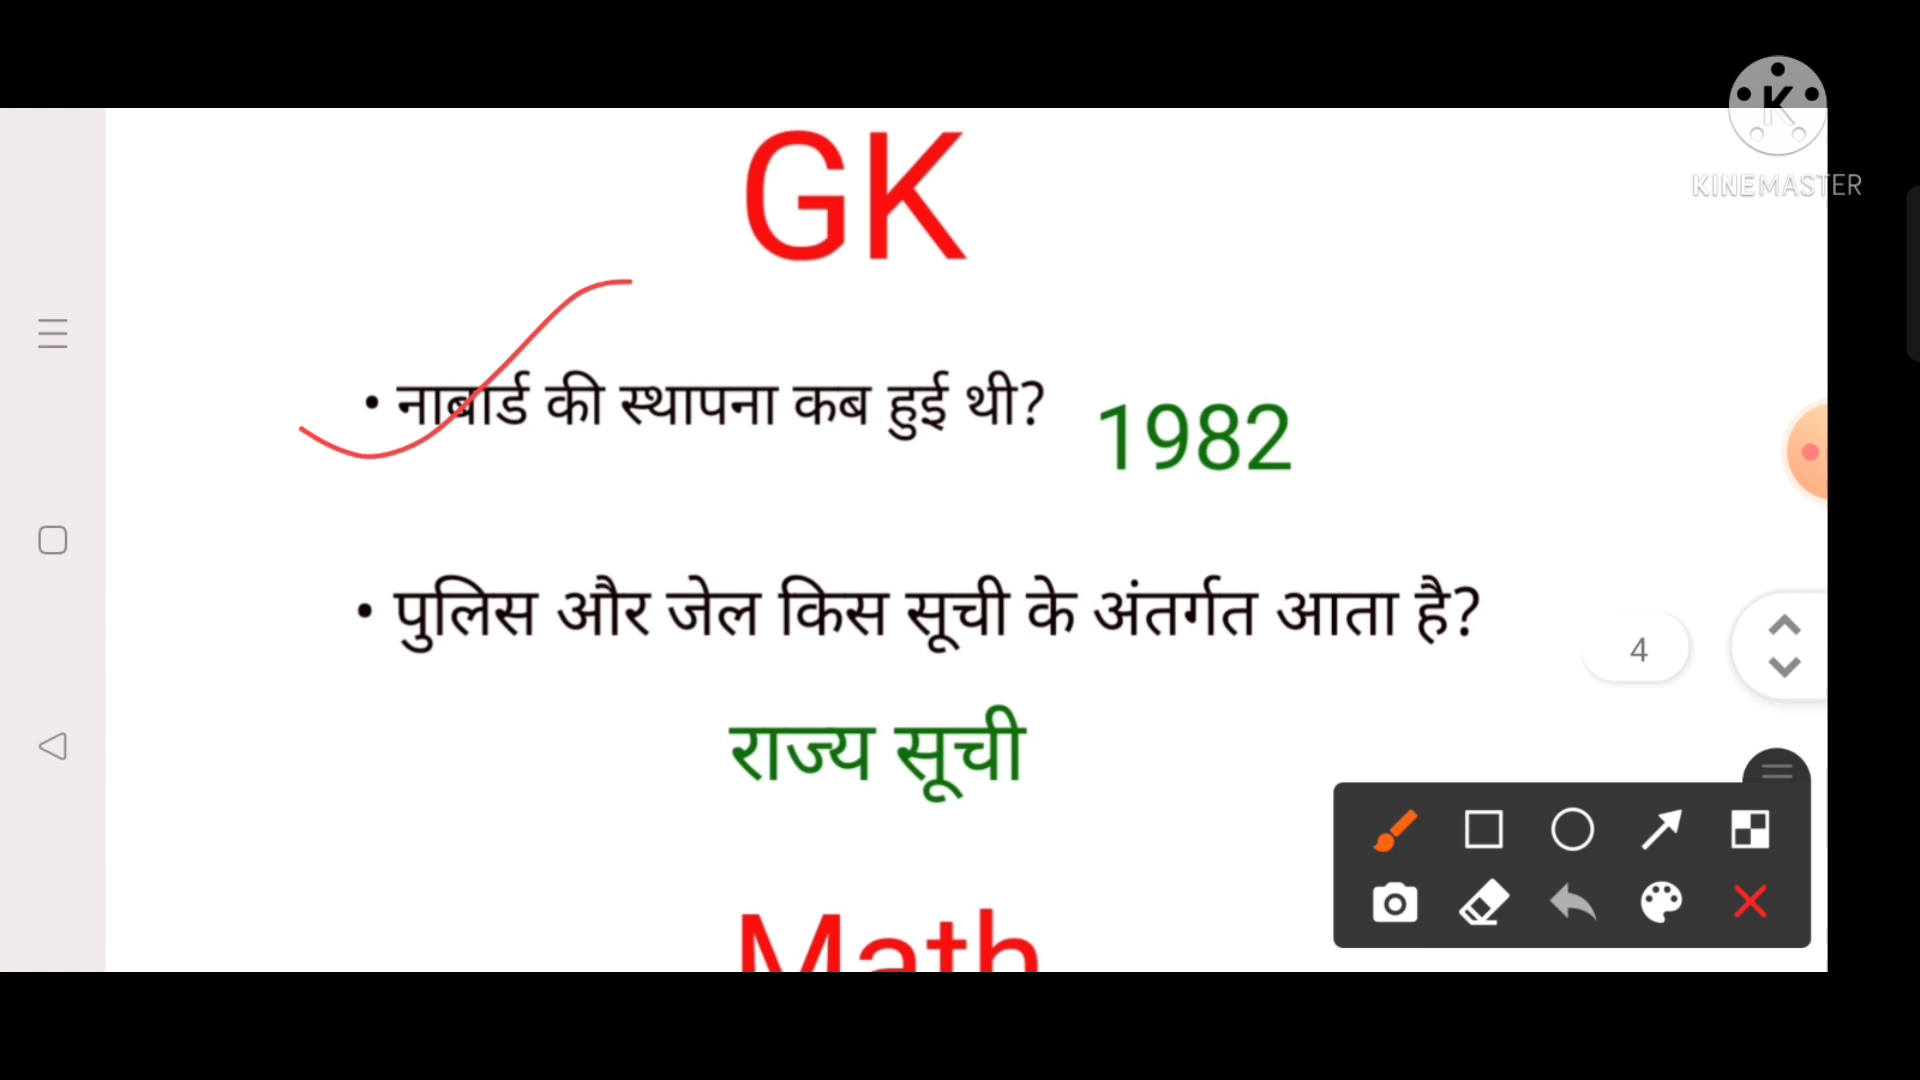 K
KINEMASTER
GK
• नाबार्ड की स्थापना कब हुई थी? 1982
• पुलिस और जेल किस सूची के अंतर्गत आता है?
4
राज्य सूची
Math